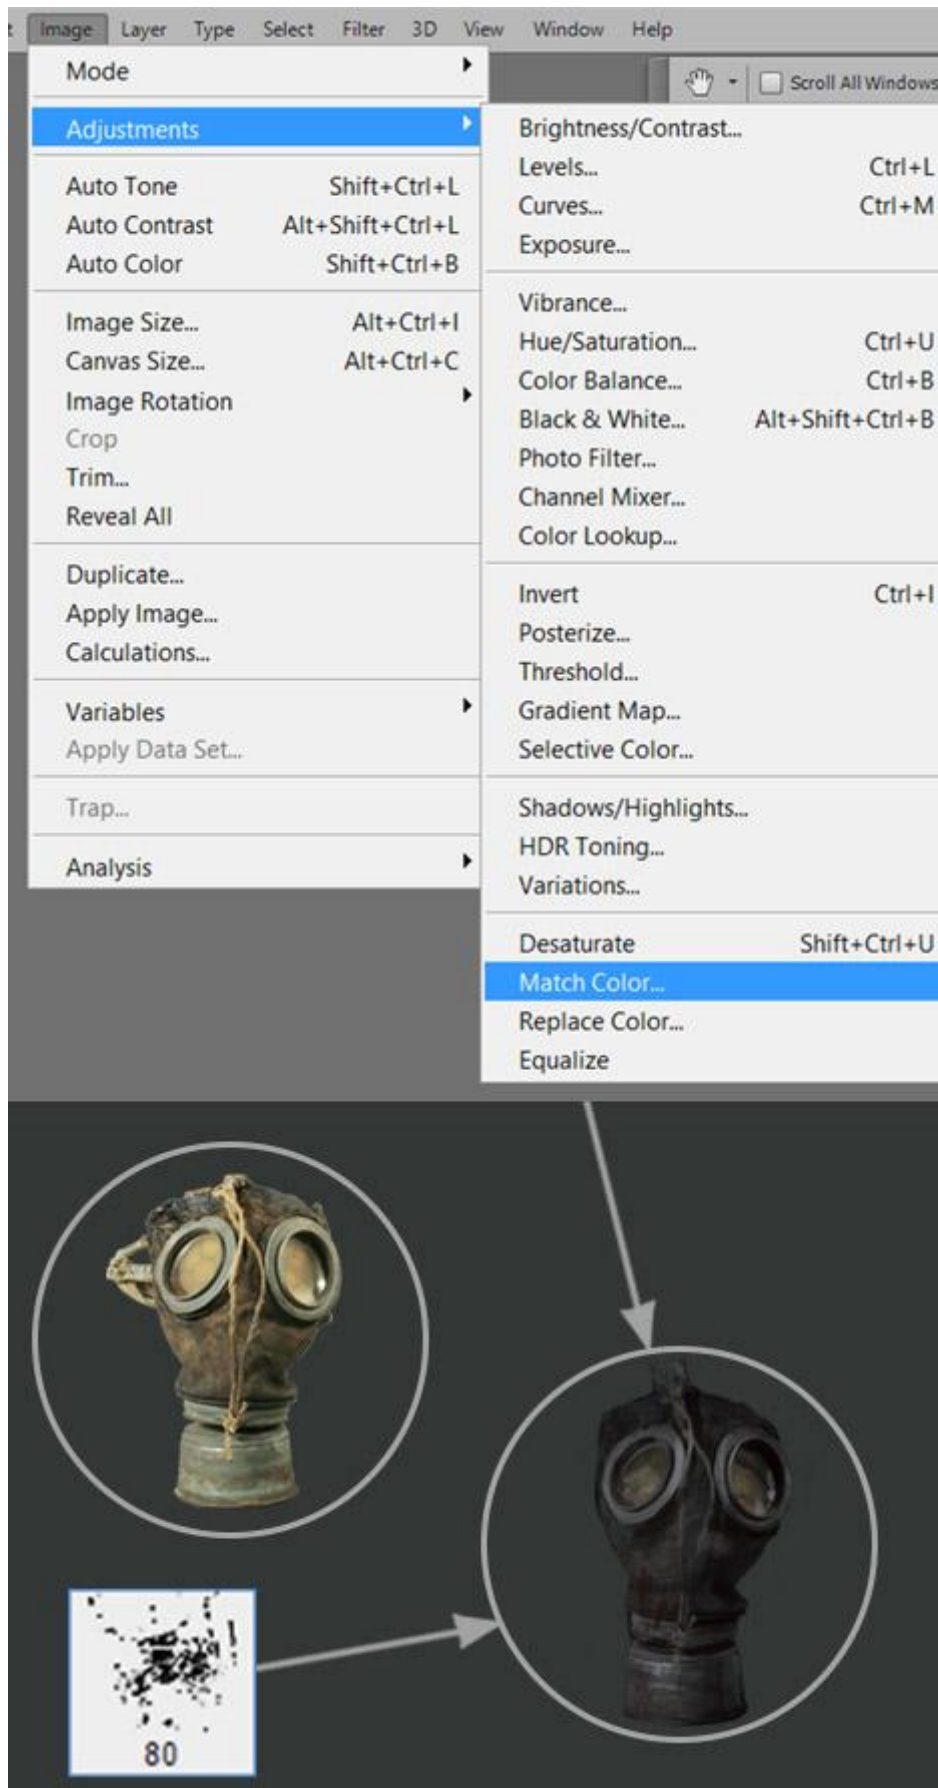 Image Layer Type Select Filter 3D View Window Help
Mode
Scroll All Windows
Adjustments
Auto Tone Shift+Ctrl+L
Auto Contrast Alt+Shift+Ctrl+L
Auto Color Shift+Ctrl+B
Image Size... Alt+Ctrl+I
Canvas Size... Alt+Ctrl+C
Image Rotation
Crop
Trim...
Reveal All
Duplicate...
Apply Image...
Calculations...
Variables
Apply Data Set...
Trap...
Analysis
Brightness/Contrast...
Levels... Ctrl+L
Curves... Ctrl+M
Exposure...
Vibrance...
Hue/Saturation... Ctrl+U
Color Balance... Ctrl+B
Black & White... Alt+Shift+Ctrl+B
Photo Filter...
Channel Mixer...
Color Lookup...
Invert Ctrl+I
Posterize...
Threshold...
Gradient Map...
Selective Color...
Shadows/Highlights...
HDR Toning...
Variations...
Desaturate Shift+Ctrl+U
Match Color...
Replace Color...
Equalize
80